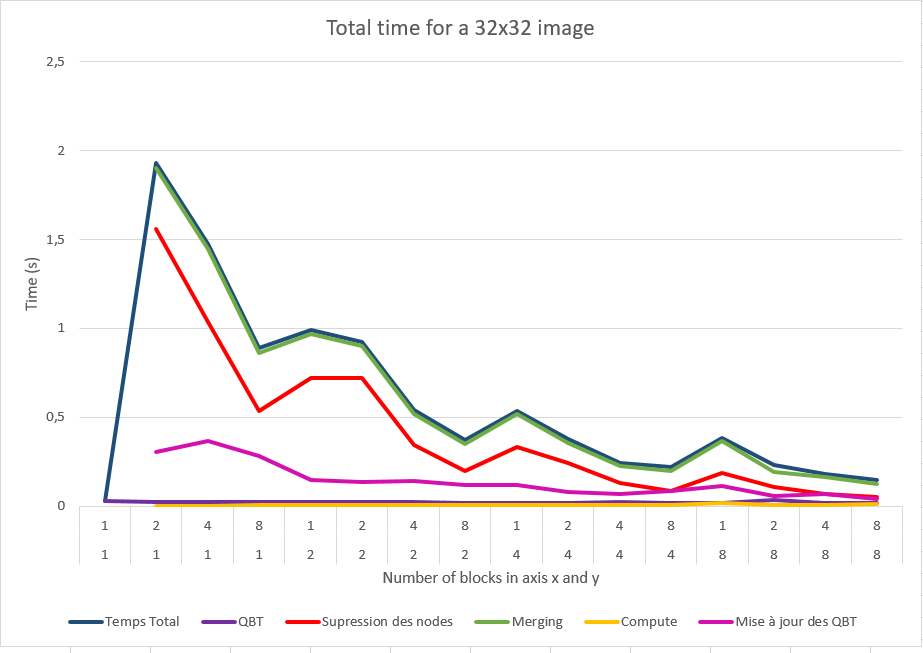 Total time for a 32x32 image
2,5
2
1,5
1
0,5
0
Time (s)
1 2 4 8 1 2 4 8 1 2 4 8 1 2 4 8
1 1 1 1 2 2 2 2 4 4 4 4 8 8 8 8
Number of blocks in axis x and y
Temps Total QBT Supression des nodes Merging Compute Mise à jour des QBT